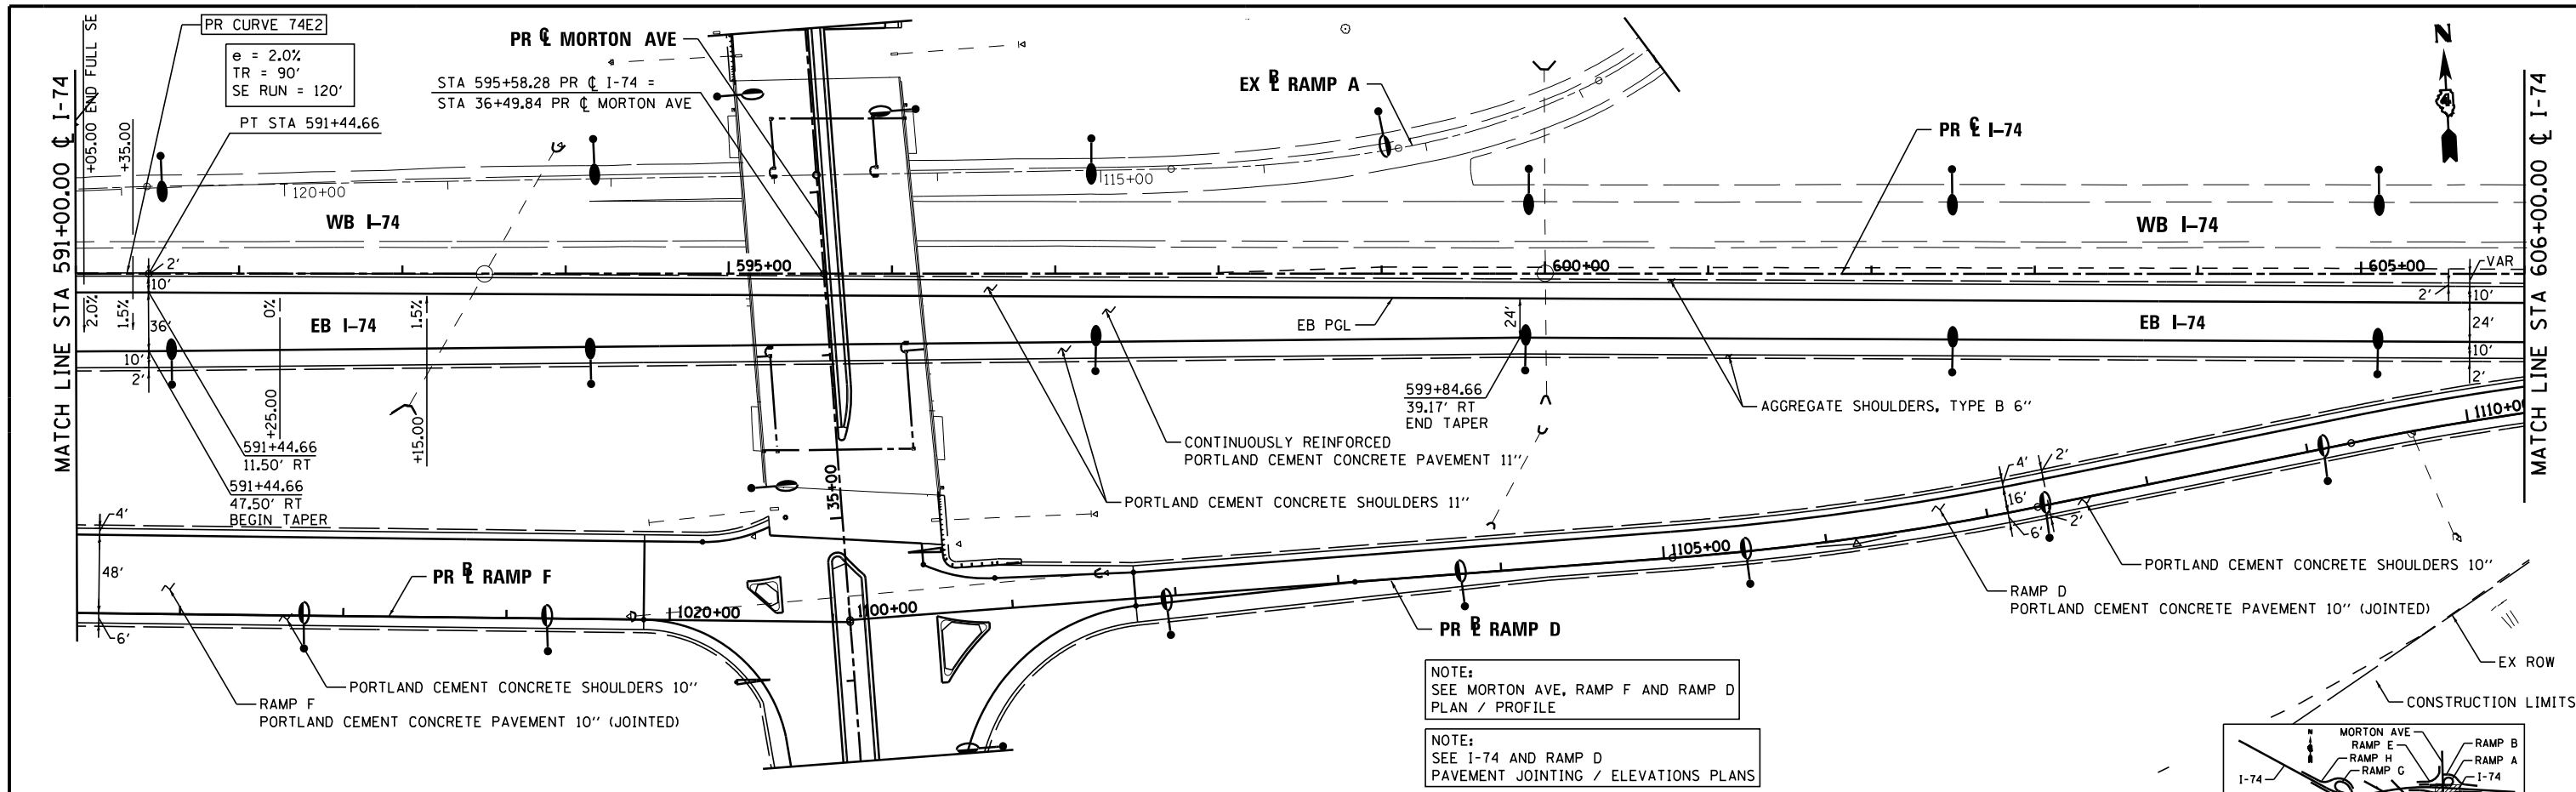 PR CURVE 74E2
e = 2.0%
TR = 90'
SE RUN = 120'
PT STA 591+44.66
MATCH LINE STA 591+00.00 ℄ I-74
+05.00 END FULL SE
+35.00
PR ℄ MORTON AVE
STA 595+58.28 PR ℄ I-74 =
STA 36+49.84 PR ℄ MORTON AVE
EX BL RAMP A
PR ℄ I-74
N
4
MATCH LINE STA 606+00.00 ℄ I-74
120+00
115+00
WB I-74
WB I-74
595+00
600+00
605+00
2'
10'
36'
10'
2'
2.0%
1.5%
0%
1.5%
+25.00
+15.00
EB I-74
EB PGL
24'
EB I-74
VAR
2'
10'
24'
10'
2'
591+44.66
11.50' RT
591+44.66
47.50' RT
BEGIN TAPER
599+84.66
39.17' RT
END TAPER
AGGREGATE SHOULDERS, TYPE B 6"
CONTINUOUSLY REINFORCED
PORTLAND CEMENT CONCRETE PAVEMENT 11"
PORTLAND CEMENT CONCRETE SHOULDERS 11"
35+00
4'
48'
6'
PR BL RAMP F
1020+00
1100+00
1105+00
1110+00
4'
2'
16'
6'
2'
PORTLAND CEMENT CONCRETE SHOULDERS 10"
RAMP D
PORTLAND CEMENT CONCRETE PAVEMENT 10" (JOINTED)
PR BL RAMP D
PORTLAND CEMENT CONCRETE SHOULDERS 10"
RAMP F
PORTLAND CEMENT CONCRETE PAVEMENT 10" (JOINTED)
NOTE:
SEE MORTON AVE, RAMP F AND RAMP D
PLAN / PROFILE
NOTE:
SEE I-74 AND RAMP D
PAVEMENT JOINTING / ELEVATIONS PLANS
EX ROW
CONSTRUCTION LIMITS
N
MORTON AVE
RAMP E
RAMP H
RAMP G
I-74
RAMP B
RAMP A
I-74